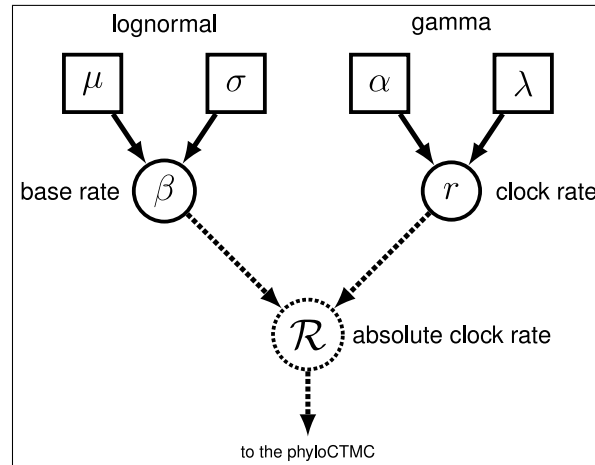 lognormal gamma
μ σ α λ
base rate β r clock rate
ℛ absolute clock rate
to the phyloCTMC